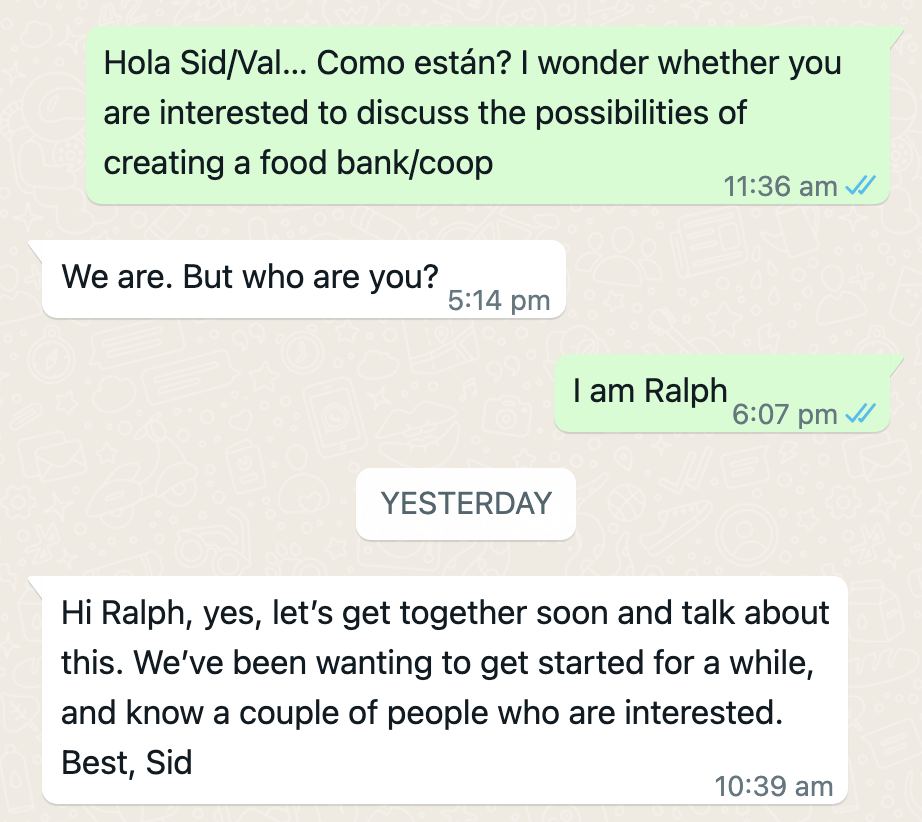 Hola Sid/Val... Como están? I wonder whether you
are interested to discuss the possibilities of
creating a food bank/coop
11:36 am
We are. But who are you?
5:14 pm
I am Ralph
6:07 pm
YESTERDAY
Hi Ralph, yes, let’s get together soon and talk about
this. We’ve been wanting to get started for a while,
and know a couple of people who are interested.
Best, Sid
10:39 am